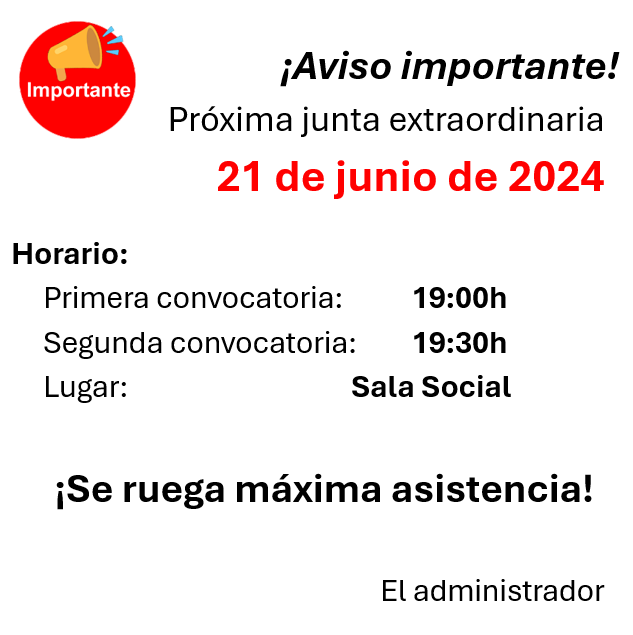 Importante
¡Aviso importante!
Próxima junta extraordinaria
21 de junio de 2024
Horario:
Primera convocatoria: 19:00h
Segunda convocatoria: 19:30h
Lugar: Sala Social
¡Se ruega máxima asistencia!
El administrador